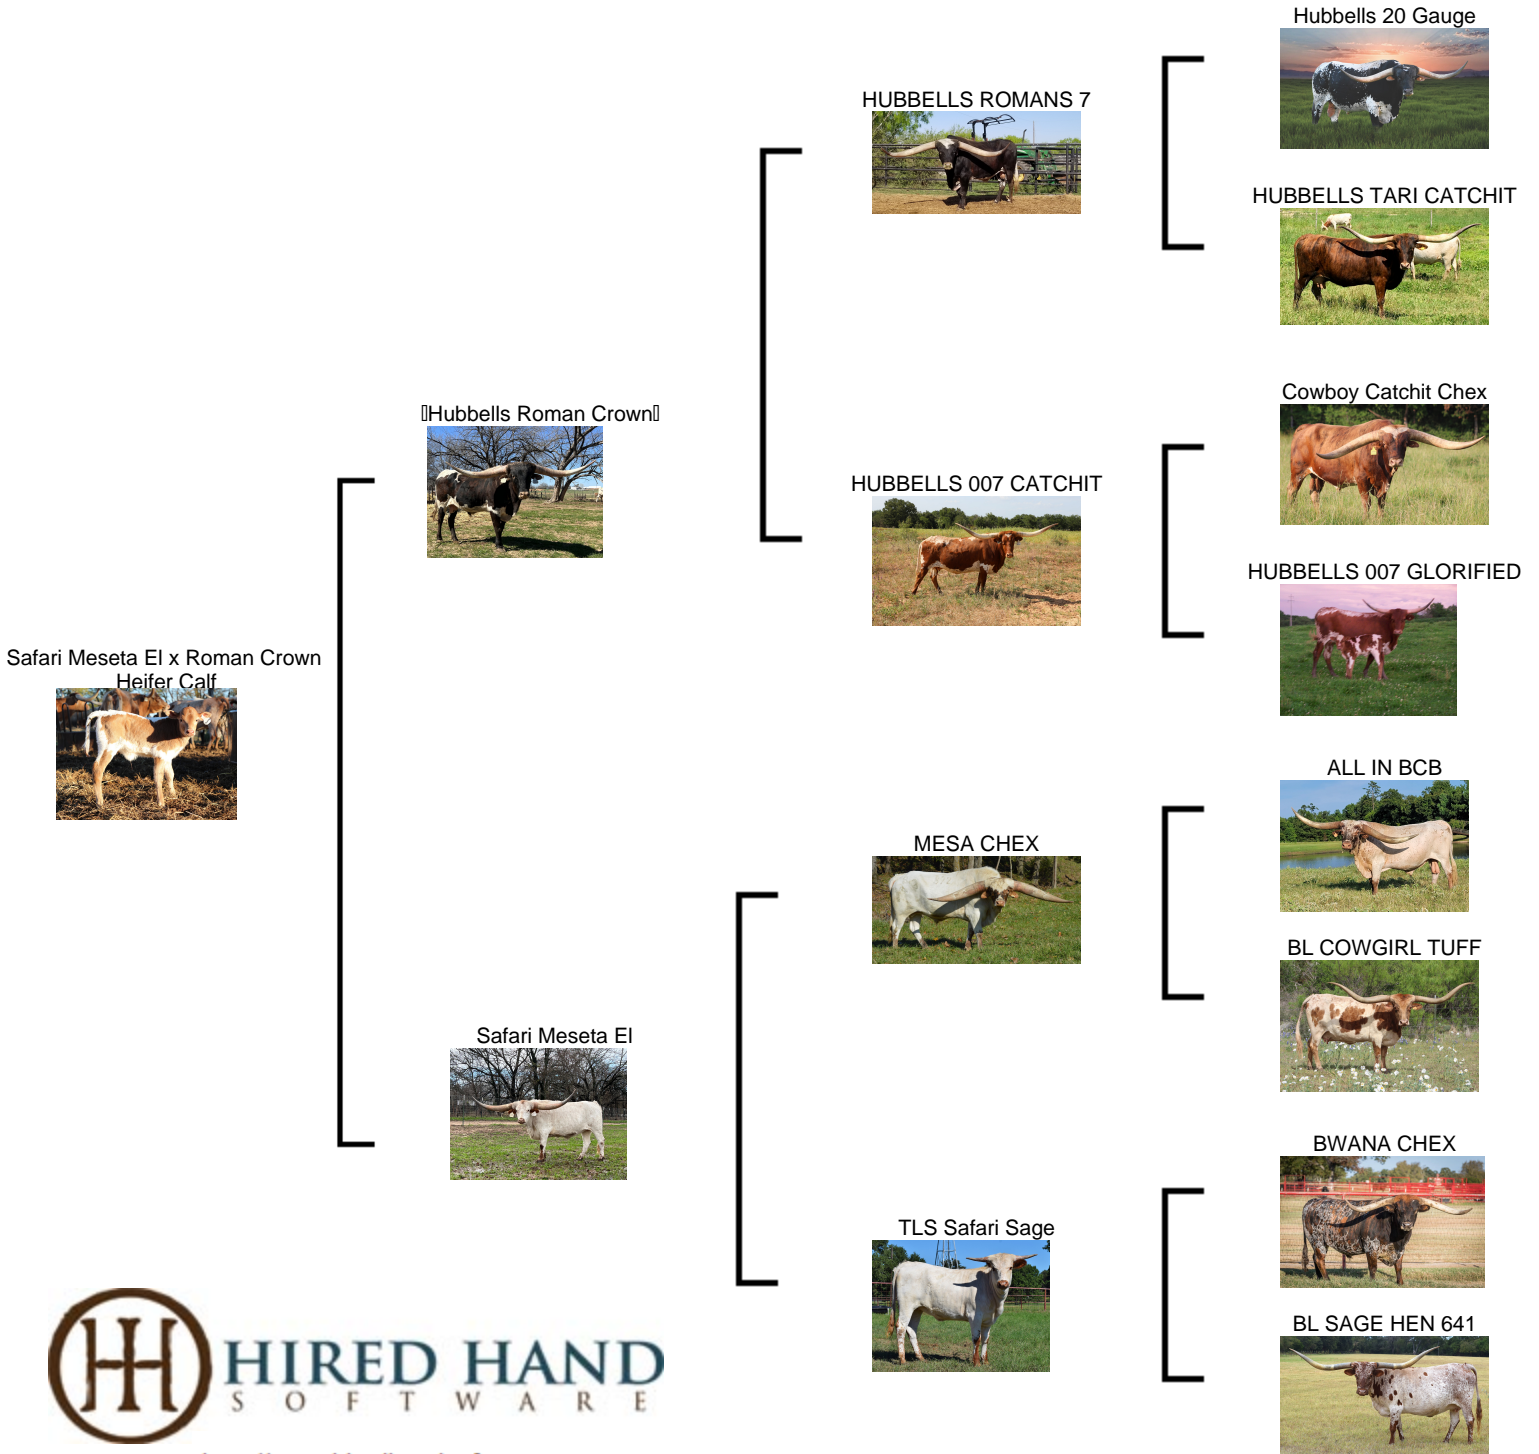 Hubbells 20 Gauge
HUBBELLS ROMANS 7
HUBBELLS TARI CATCHIT
Cowboy Catchit Chex
Hubbells Roman Crown
HUBBELLS 007 CATCHIT
HUBBELLS 007 GLORIFIED
Safari Meseta El x Roman Crown
Heifer Calf
ALL IN BCB
MESA CHEX
BL COWGIRL TUFF
Safari Meseta El
BWANA CHEX
TLS Safari Sage
BL SAGE HEN 641
HIRED HAND
SOFTWARE